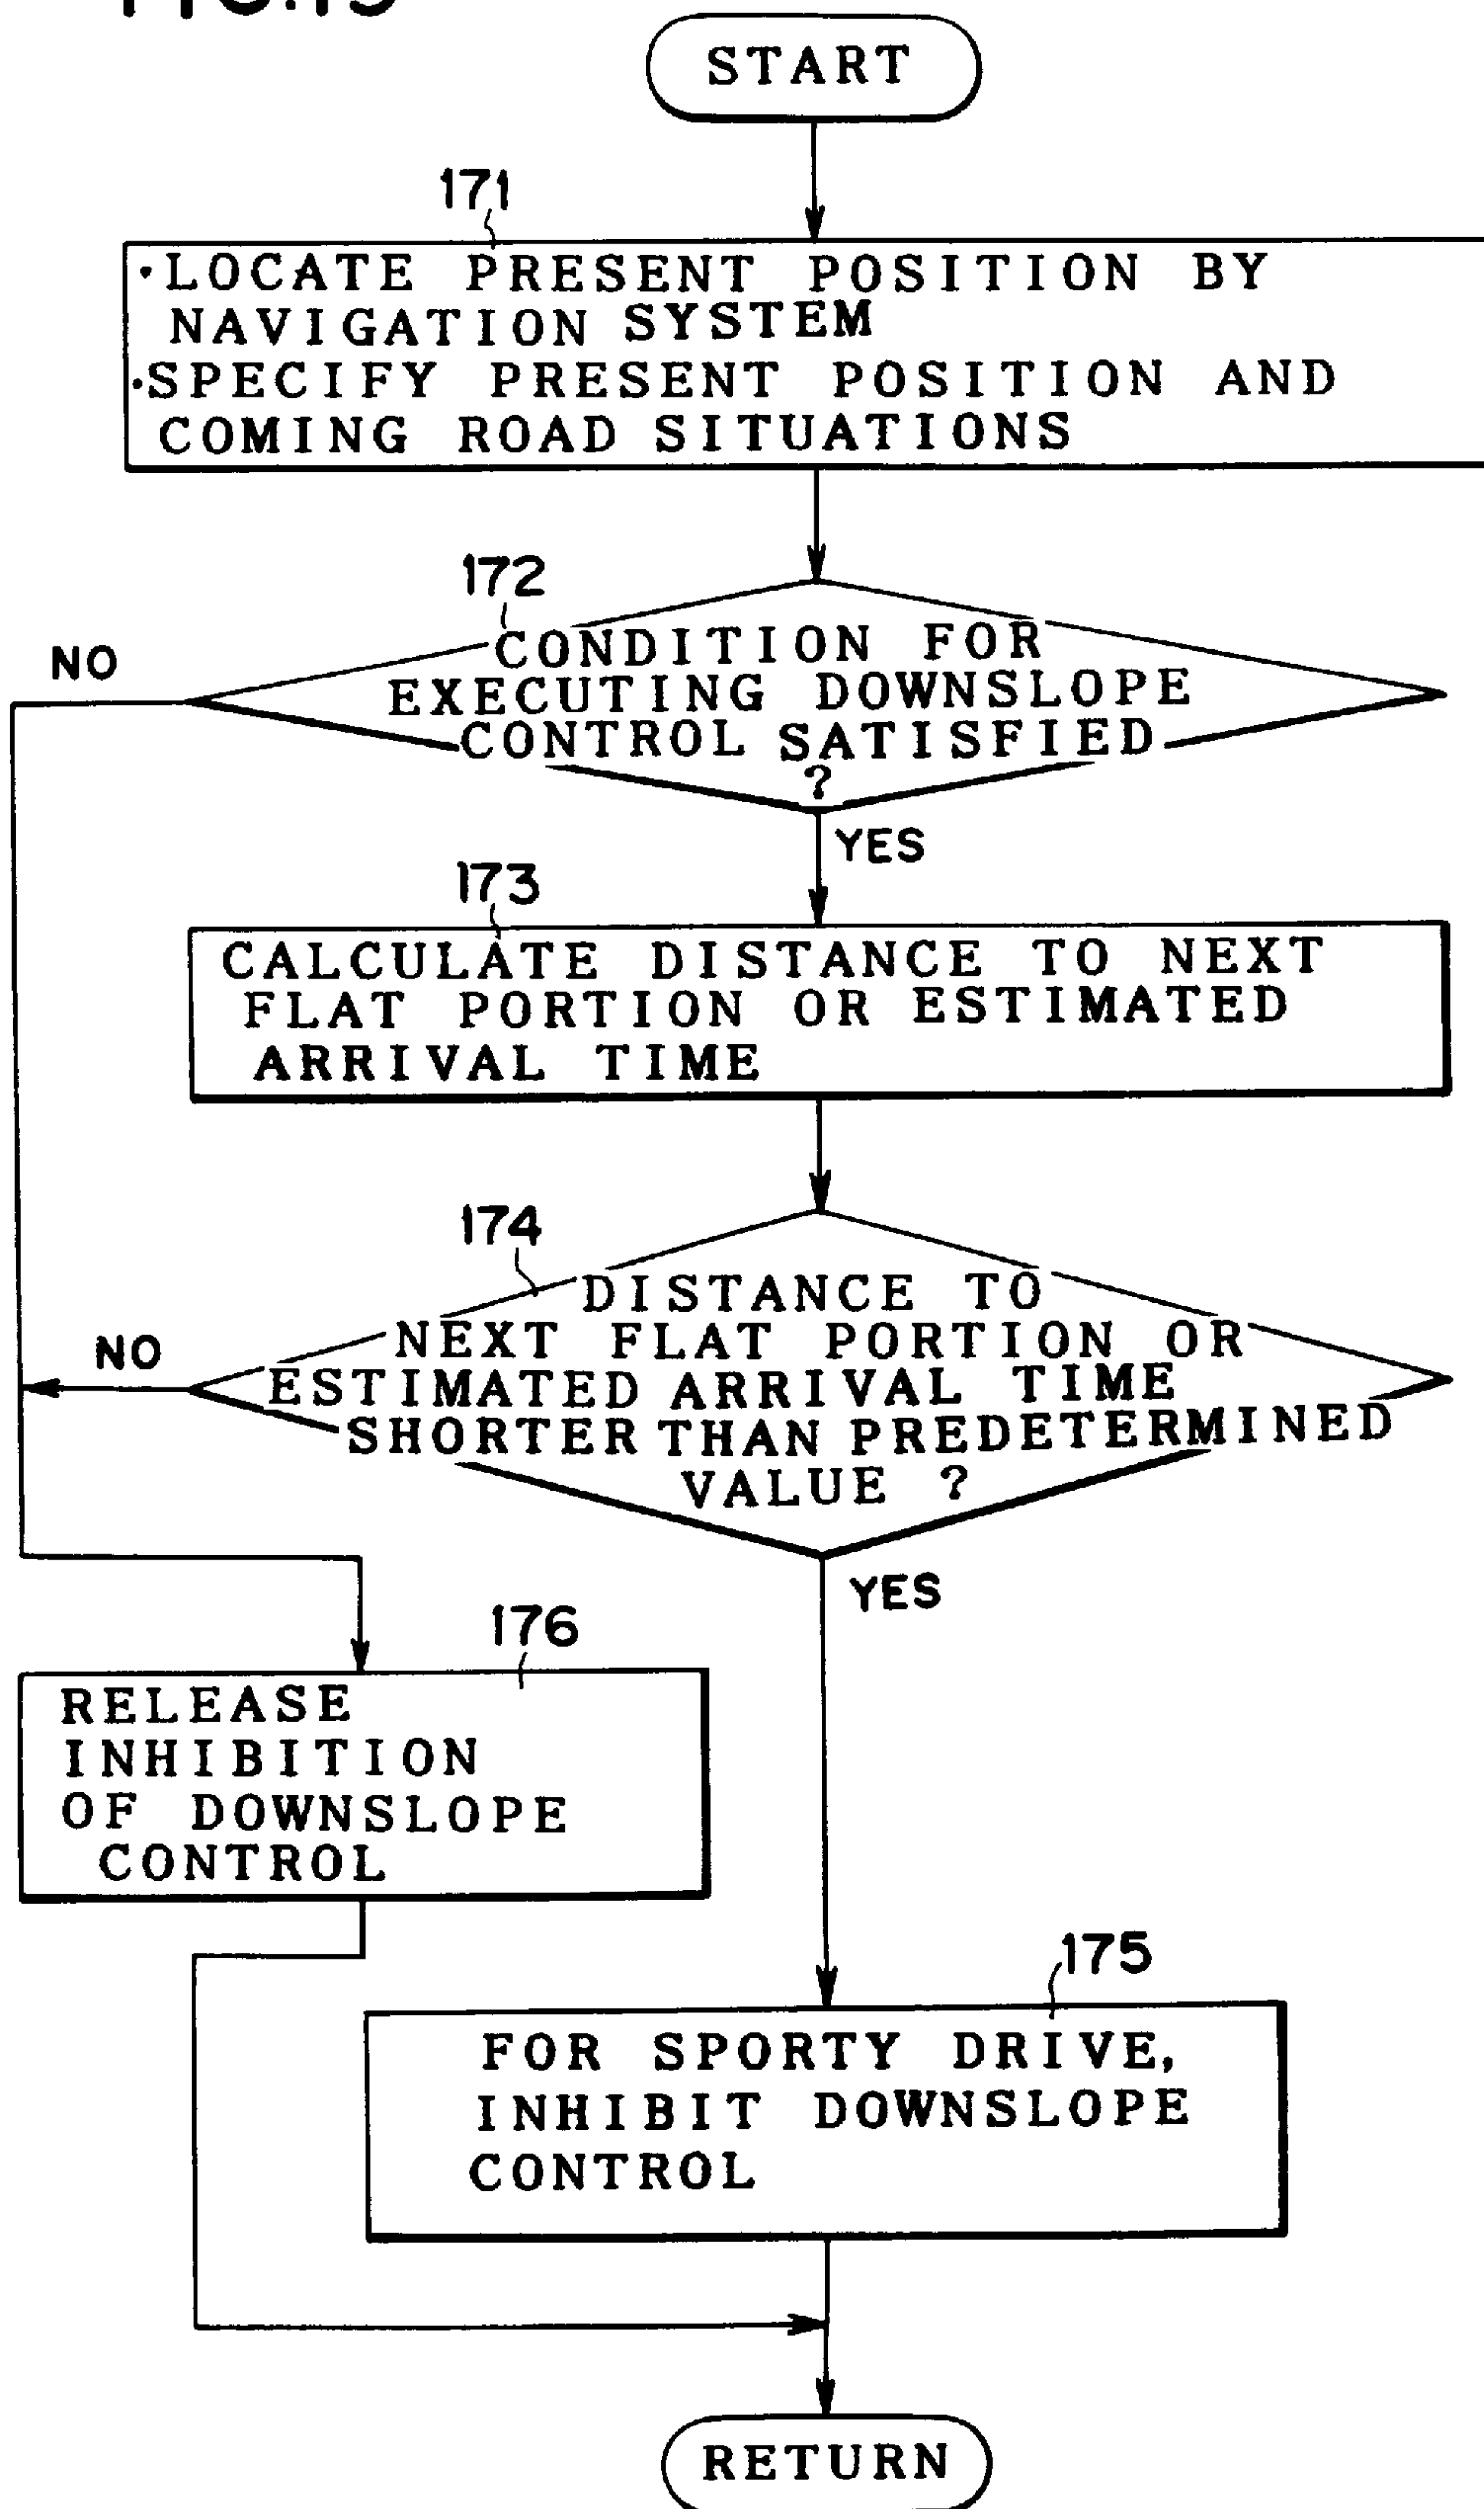 START
171
·LOCATE PRESENT POSITION BY
NAVIGATION SYSTEM
·SPECIFY PRESENT POSITION AND
COMING ROAD SITUATIONS
172
NO
CONDITION FOR
EXECUTING DOWNSLOPE
CONTROL SATISFIED
?
YES
173
CALCULATE DISTANCE TO NEXT
FLAT PORTION OR ESTIMATED
ARRIVAL TIME
174
NO
DISTANCE TO
NEXT FLAT PORTION OR
ESTIMATED ARRIVAL TIME
SHORTER THAN PREDETERMINED
VALUE ?
YES
176
RELEASE
INHIBITION
OF DOWNSLOPE
CONTROL
175
FOR SPORTY DRIVE,
INHIBIT DOWNSLOPE
CONTROL
RETURN